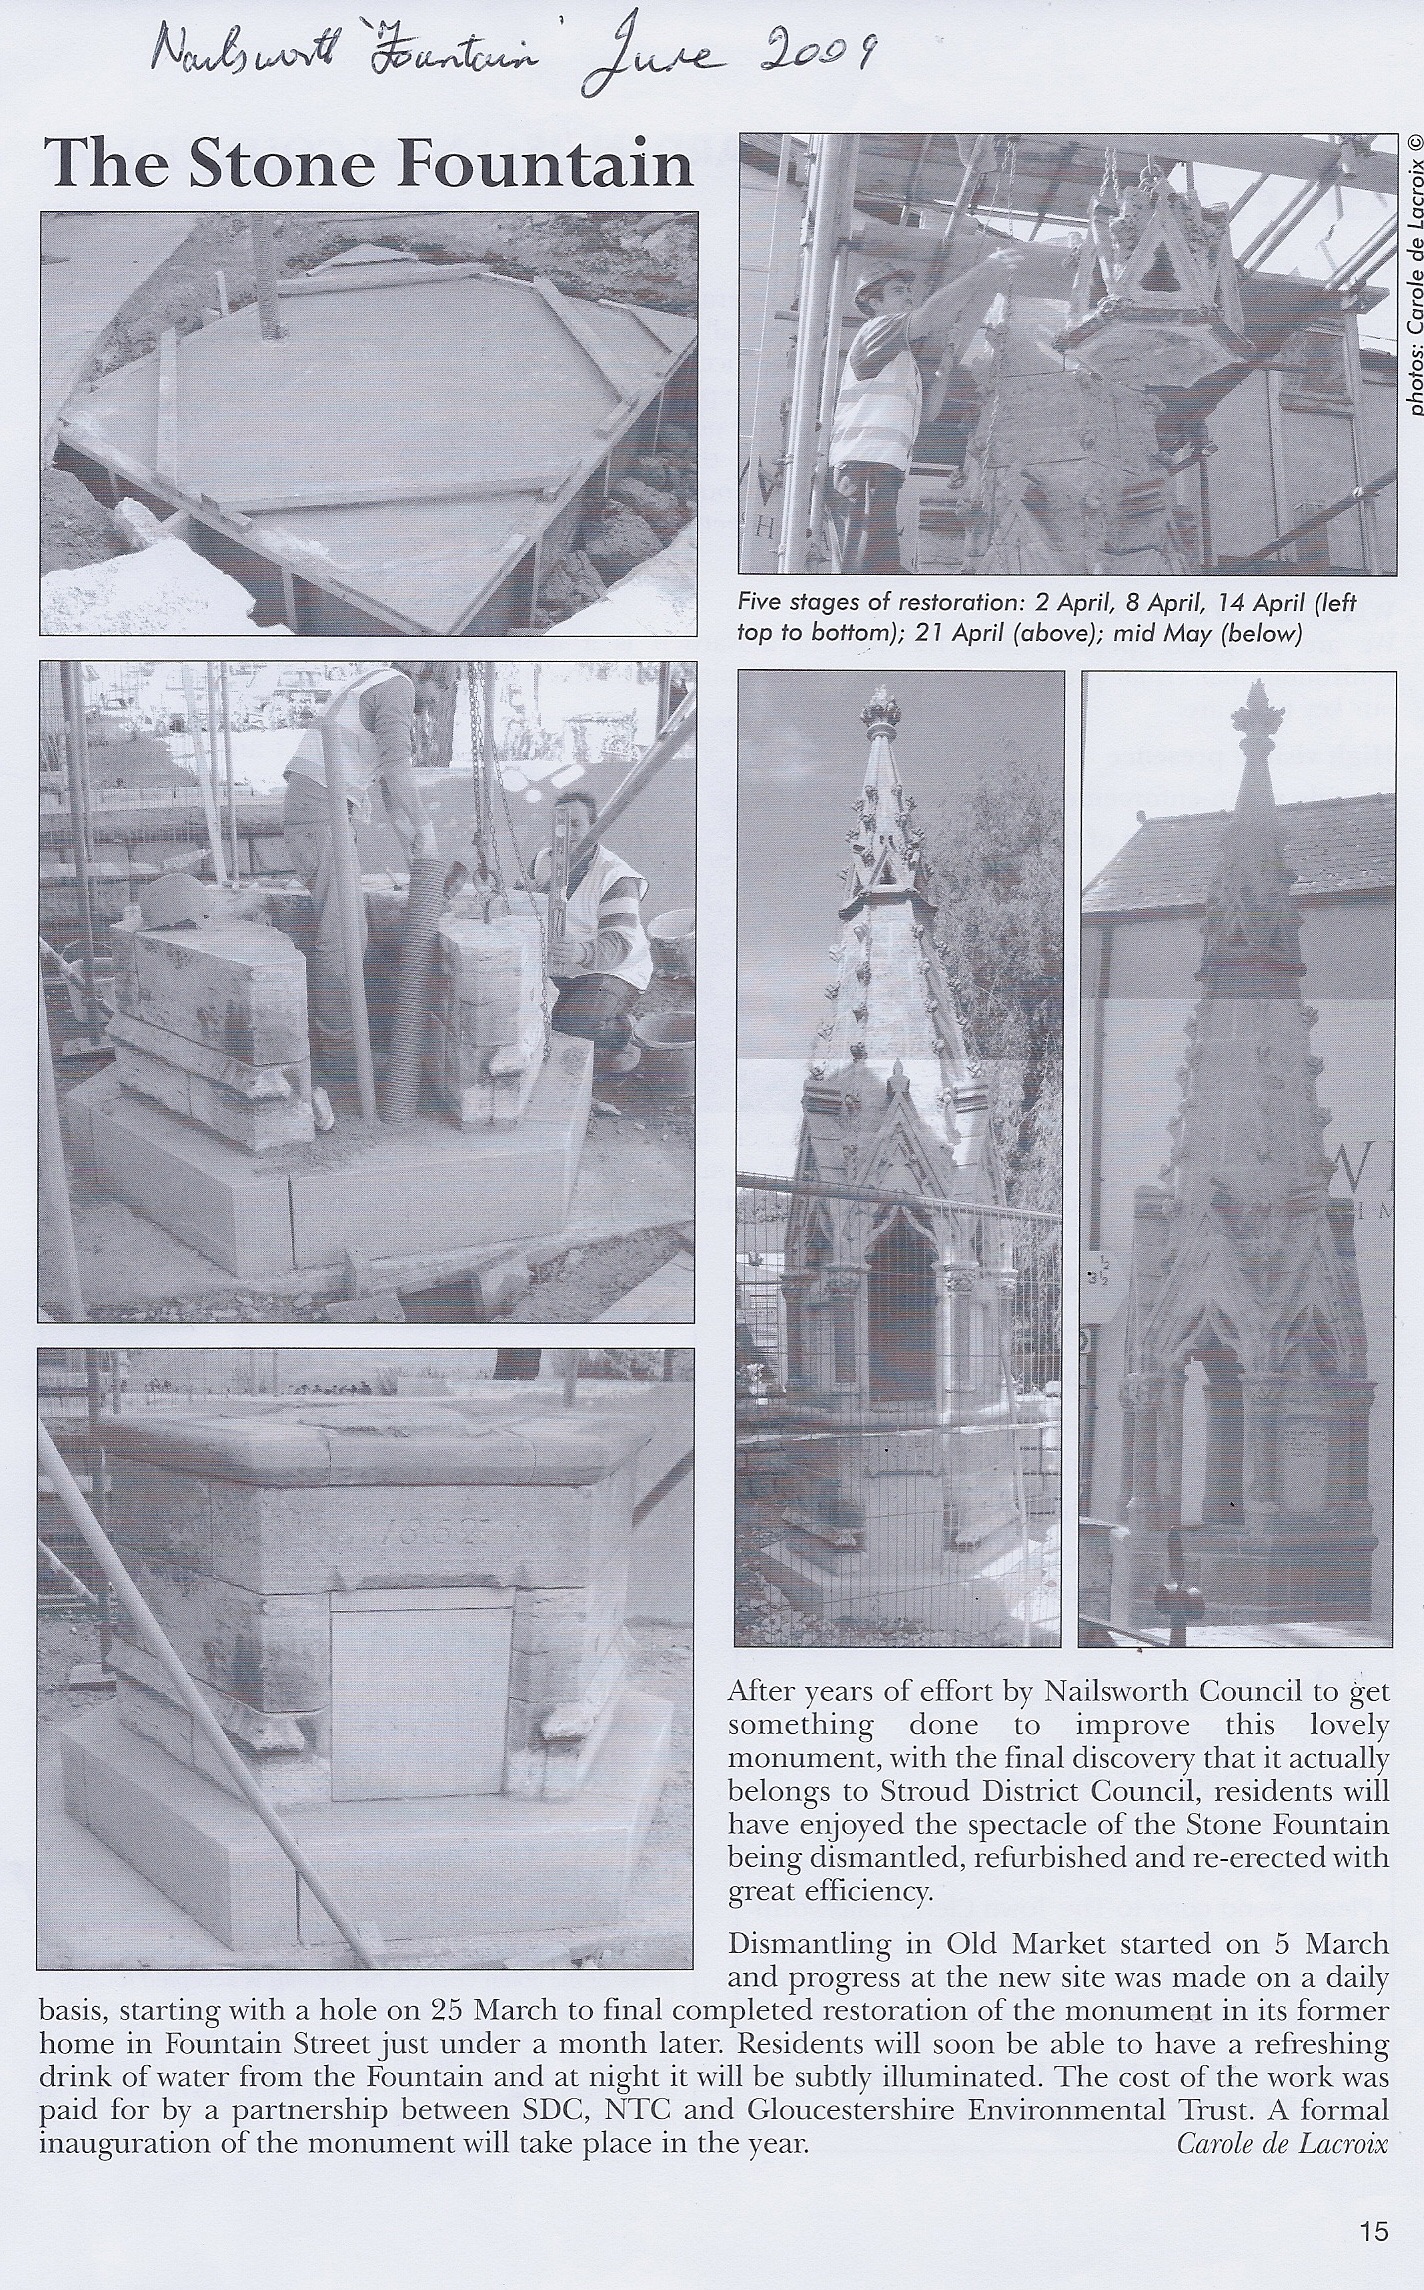 Nailsworth 'Fountain' June 2009
The Stone Fountain
photos: Carole de Lacroix ©
Five stages of restoration: 2 April, 8 April, 14 April (left
top to bottom); 21 April (above); mid May (below)
After years of effort by Nailsworth Council to get
something done to improve this lovely
monument, with the final discovery that it actually
belongs to Stroud District Council, residents will
have enjoyed the spectacle of the Stone Fountain
being dismantled, refurbished and re-erected with
great efficiency.
Dismantling in Old Market started on 5 March
and progress at the new site was made on a daily
basis, starting with a hole on 25 March to final completed restoration of the monument in its former
home in Fountain Street just under a month later. Residents will soon be able to have a refreshing
drink of water from the Fountain and at night it will be subtly illuminated. The cost of the work was
paid for by a partnership between SDC, NTC and Gloucestershire Environmental Trust. A formal
inauguration of the monument will take place in the year.
Carole de Lacroix
15